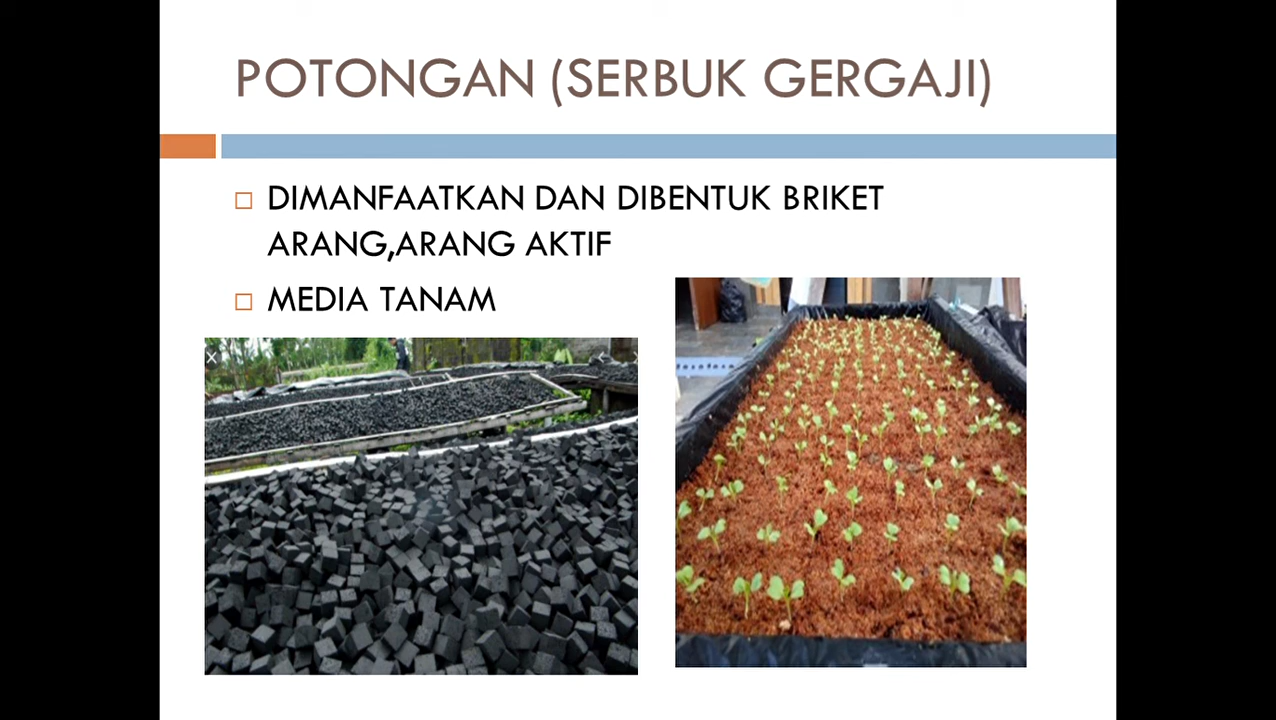 POTONGAN (SERBUK GERGAJI)
DIMANFAATKAN DAN DIBENTUK BRIKET
ARANG,ARANG AKTIF
MEDIA TANAM